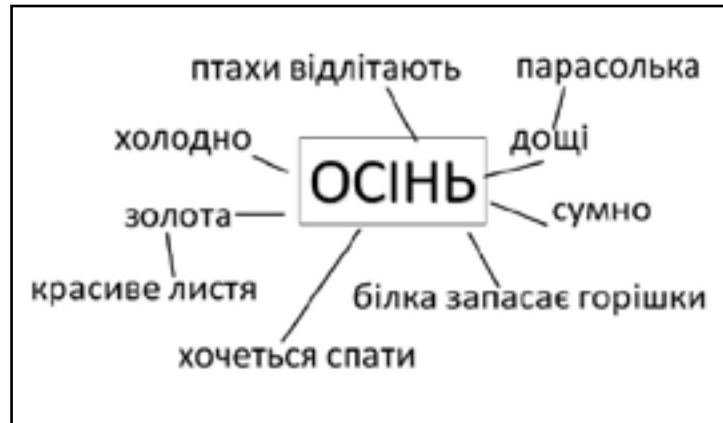 птахи відлітають
парасолька
холодно
дощі
ОСІНЬ
золота
сумно
красиве листя
білка запасає горішки
хочеться спати